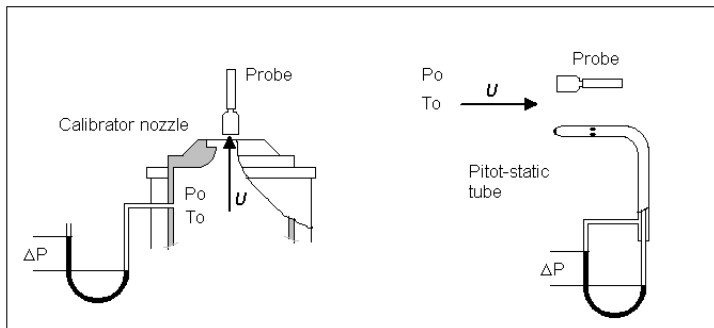 Probe
Calibrator nozzle
Po
To
U
ΔP
Po
To
U
Probe
Pitot-static
tube
ΔP